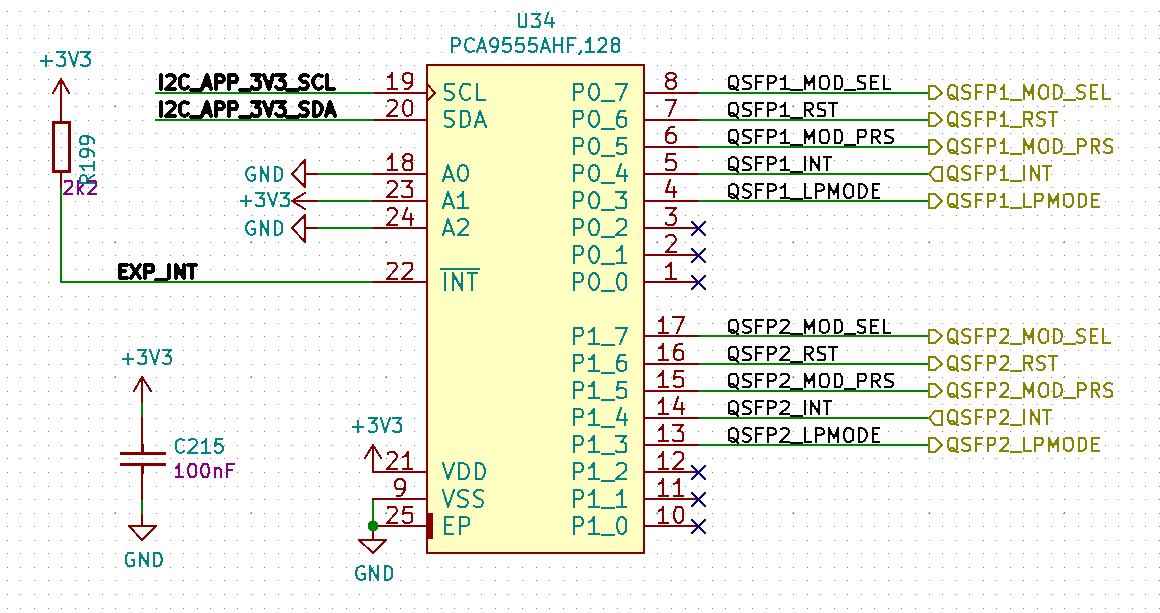 U34
PCA9555AHF,128
+3V3
R199
2k2
I2C_APP_3V3_SCL
I2C_APP_3V3_SDA
GND
+3V3
GND
EXP_INT
19 SCL
20 SDA
18 A0
23 A1
24 A2
22 INT
+3V3
21 VDD
9 VSS
25 EP
GND
+3V3
C215
100nF
GND
P0_7 8 QSFP1_MOD_SEL QSFP1_MOD_SEL
P0_6 7 QSFP1_RST QSFP1_RST
P0_5 6 QSFP1_MOD_PRS QSFP1_MOD_PRS
P0_4 5 QSFP1_INT QSFP1_INT
P0_3 4 QSFP1_LPMODE QSFP1_LPMODE
P0_2 3
P0_1 2
P0_0 1
P1_7 17 QSFP2_MOD_SEL QSFP2_MOD_SEL
P1_6 16 QSFP2_RST QSFP2_RST
P1_5 15 QSFP2_MOD_PRS QSFP2_MOD_PRS
P1_4 14 QSFP2_INT QSFP2_INT
P1_3 13 QSFP2_LPMODE QSFP2_LPMODE
P1_2 12
P1_1 11
P1_0 10